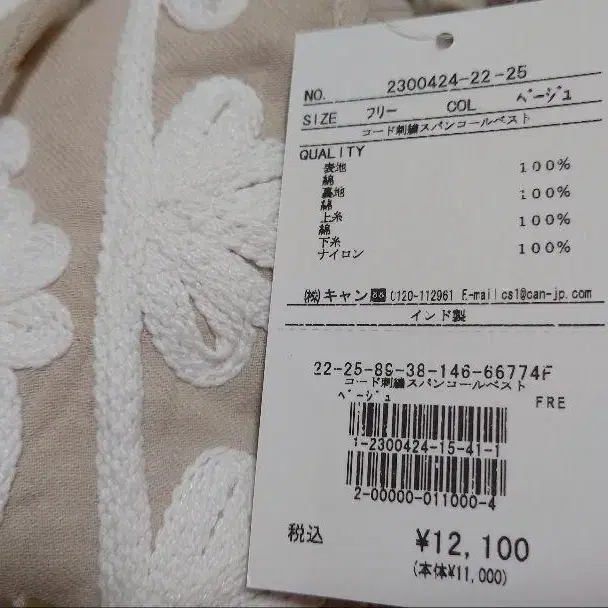 NO. 2300424-22-25
SIZE フリー COL ベージュ
コード刺繍スパンコールベスト
QUALITY
表地
綿 100%
裏地
綿 100%
上糸
綿 100%
下糸
ナイロン 100%
㈱キャン 0120-112961 E-mail cs1@can-jp.com
インド製
22-25-89-38-146-66774F
コード刺繍スパンコールベスト
ベージュ FRE
1-2300424-15-41-1
2-00000-011000-4
税込 ¥12,100
(本体¥11,000)